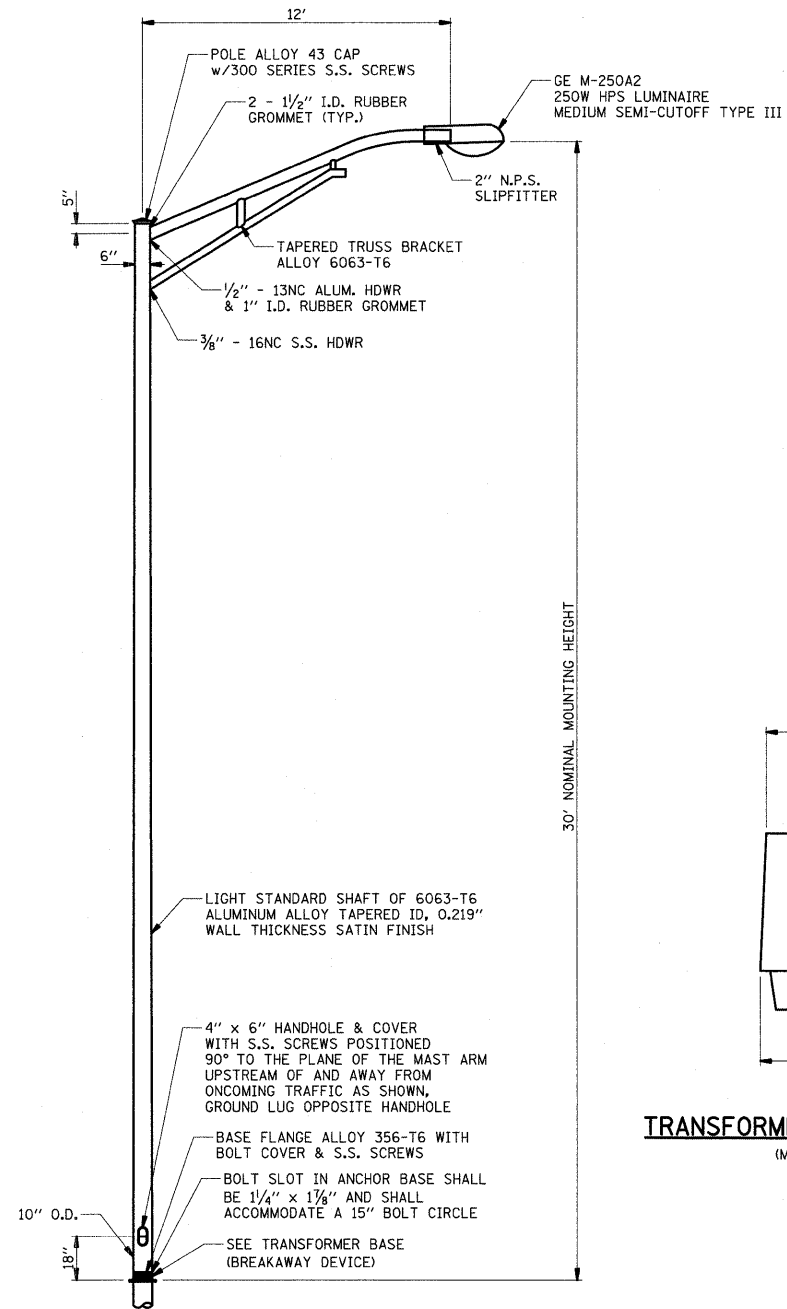 12'
POLE ALLOY 43 CAP
w/300 SERIES S.S. SCREWS
2 - 1½" I.D. RUBBER
GROMMET (TYP.)
GE M-250A2
250W HPS LUMINAIRE
MEDIUM SEMI-CUTOFF TYPE III
2" N.P.S.
SLIPFITTER
5"
6"
TAPERED TRUSS BRACKET
ALLOY 6063-T6
½" - 13NC ALUM. HDWR
& 1" I.D. RUBBER GROMMET
⅜" - 16NC S.S. HDWR
30' NOMINAL MOUNTING HEIGHT
LIGHT STANDARD SHAFT OF 6063-T6
ALUMINUM ALLOY TAPERED ID, 0.219"
WALL THICKNESS SATIN FINISH
4" x 6" HANDHOLE & COVER
WITH S.S. SCREWS POSITIONED
90° TO THE PLANE OF THE MAST ARM
UPSTREAM OF AND AWAY FROM
ONCOMING TRAFFIC AS SHOWN,
GROUND LUG OPPOSITE HANDHOLE
BASE FLANGE ALLOY 356-T6 WITH
BOLT COVER & S.S. SCREWS
BOLT SLOT IN ANCHOR BASE SHALL
BE 1¼" x 1⅞" AND SHALL
ACCOMMODATE A 15" BOLT CIRCLE
10" O.D.
18"
SEE TRANSFORMER BASE
(BREAKAWAY DEVICE)
TRANSFORM
(M